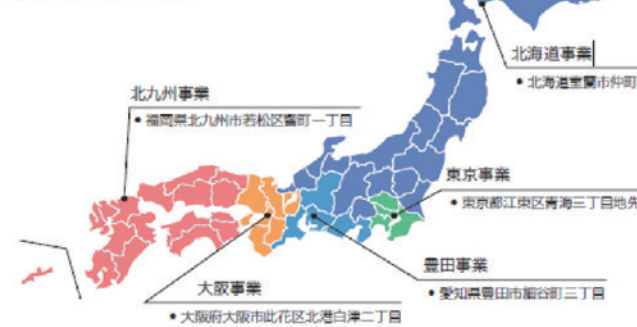 北海道事業
• 北海道室蘭市仲町
北九州事業
• 福岡県北九州市若松区響町一丁目
東京事業
• 東京都江東区青海三丁目地先
豊田事業
• 愛知県豊田市細谷町三丁目
大阪事業
• 大阪府大阪市此花区北港白津二丁目